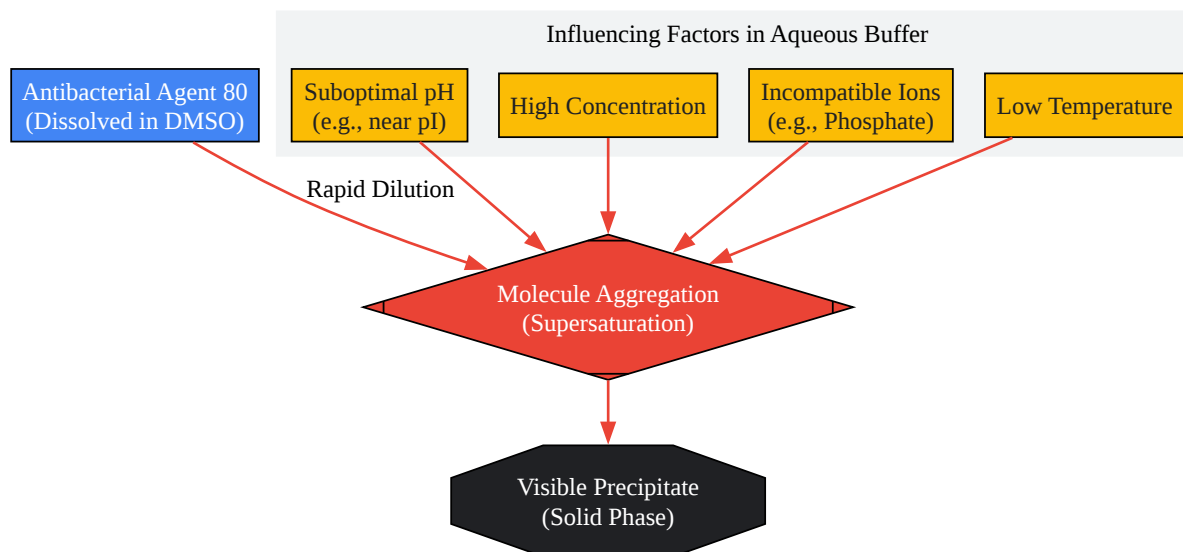 Influencing Factors in Aqueous Buffer
Antibacterial Agent 80
(Dissolved in DMSO)
Suboptimal pH
(e.g., near pI)
High Concentration
Incompatible Ions
(e.g., Phosphate)
Low Temperature
Rapid Dilution
Molecule Aggregation
(Supersaturation)
Visible Precipitate
(Solid Phase)